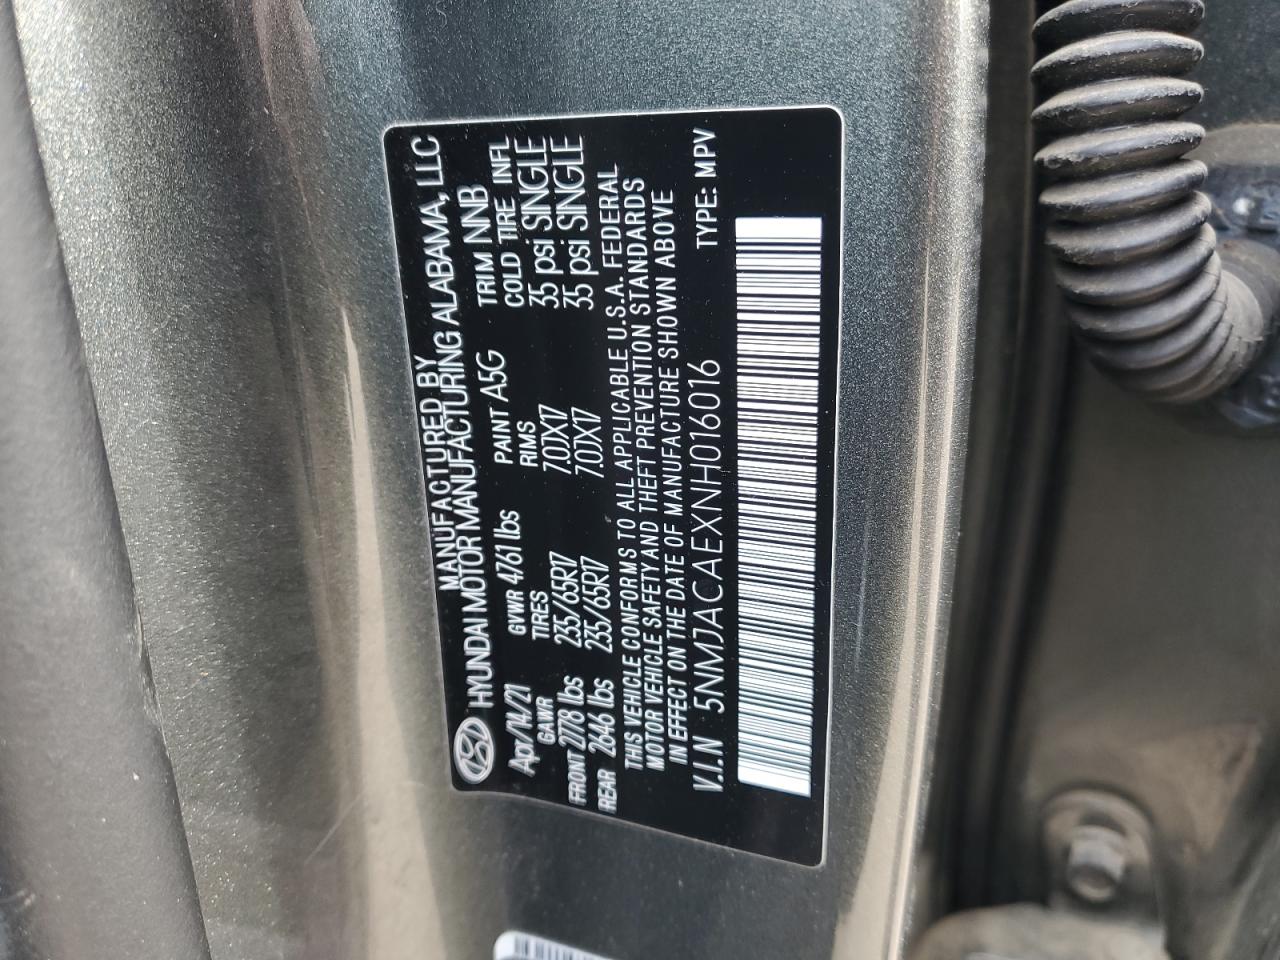 MANUFACTURED BY
HYUNDAI MOTOR MANUFACTURING ALABAMA, LLC
Apr/14/21 GVWR 4761 lbs PAINT A5G TRIM NNB
GAWR TIRES RIMS COLD TIRE INFL
FRONT 2778 lbs 235/65R17 7.0JX17 35 psi SINGLE
REAR 2646 lbs 235/65R17 7.0JX17 35 psi SINGLE
THIS VEHICLE CONFORMS TO ALL APPLICABLE U.S.A. FEDERAL
MOTOR VEHICLE SAFETY AND THEFT PREVENTION STANDARDS
IN EFFECT ON THE DATE OF MANUFACTURE SHOWN ABOVE
V.I.N 5NMJACAEXNH016016 TYPE: MPV